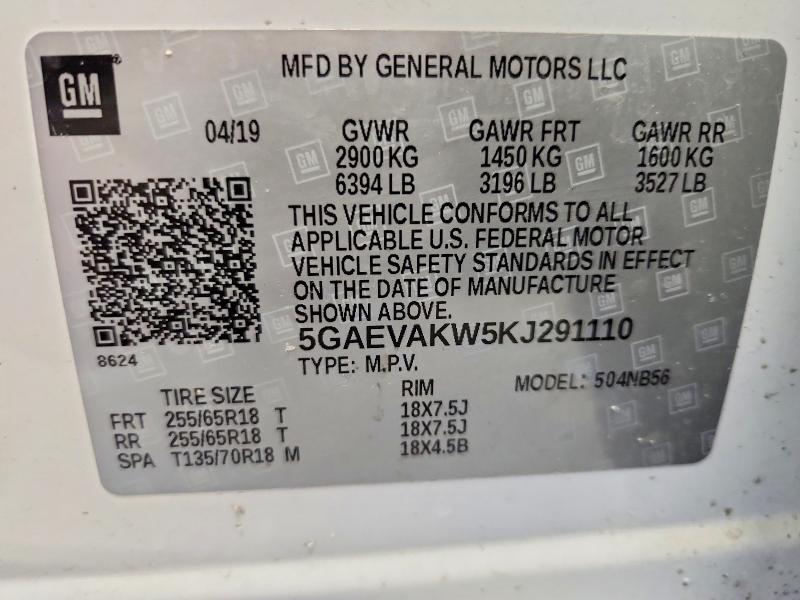 GM
MFD BY GENERAL MOTORS LLC
04/19 GVWR GAWR FRT GAWR RR
2900 KG 1450 KG 1600 KG
6394 LB 3196 LB 3527 LB
THIS VEHICLE CONFORMS TO ALL
APPLICABLE U.S. FEDERAL MOTOR
VEHICLE SAFETY STANDARDS IN EFFECT
ON THE DATE OF MANUFACTURE
SHOWN ABOVE.
5GAEVAKW5KJ291110
8624
TYPE: M.P.V.
MODEL: 504NB56
TIRE SIZE RIM
FRT 255/65R18 T 18X7.5J
RR 255/65R18 T 18X7.5J
SPA T135/70R18 M 18X4.5B